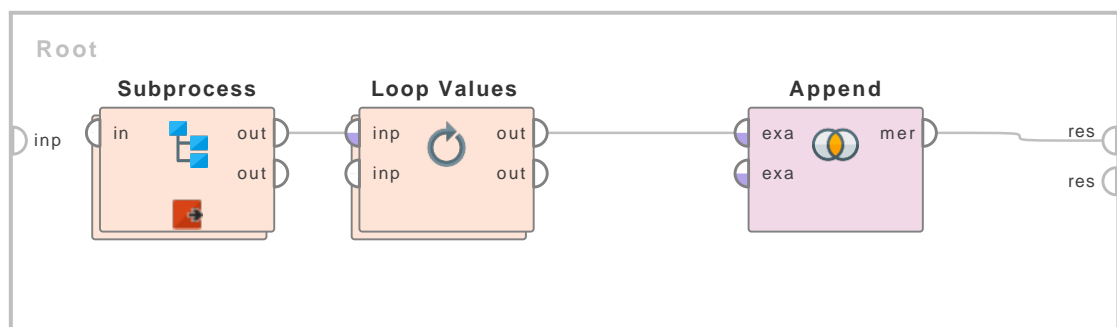 Root
Subprocess
Loop Values
Append
inp
in
out
out
inp
out
inp
out
exa
mer
exa
res
res